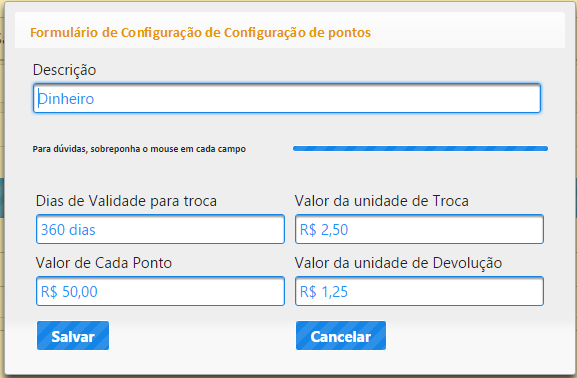 Formulário de Configuração de Configuração de pontos
Descrição
Dinheiro
Para dúvidas, sobreponha o mouse em cada campo
Dias de Validade para troca
Valor da unidade de Troca
360 dias
R$ 2,50
Valor de Cada Ponto
Valor da unidade de Devolução
R$ 50,00
R$ 1,25
Salvar
Cancelar